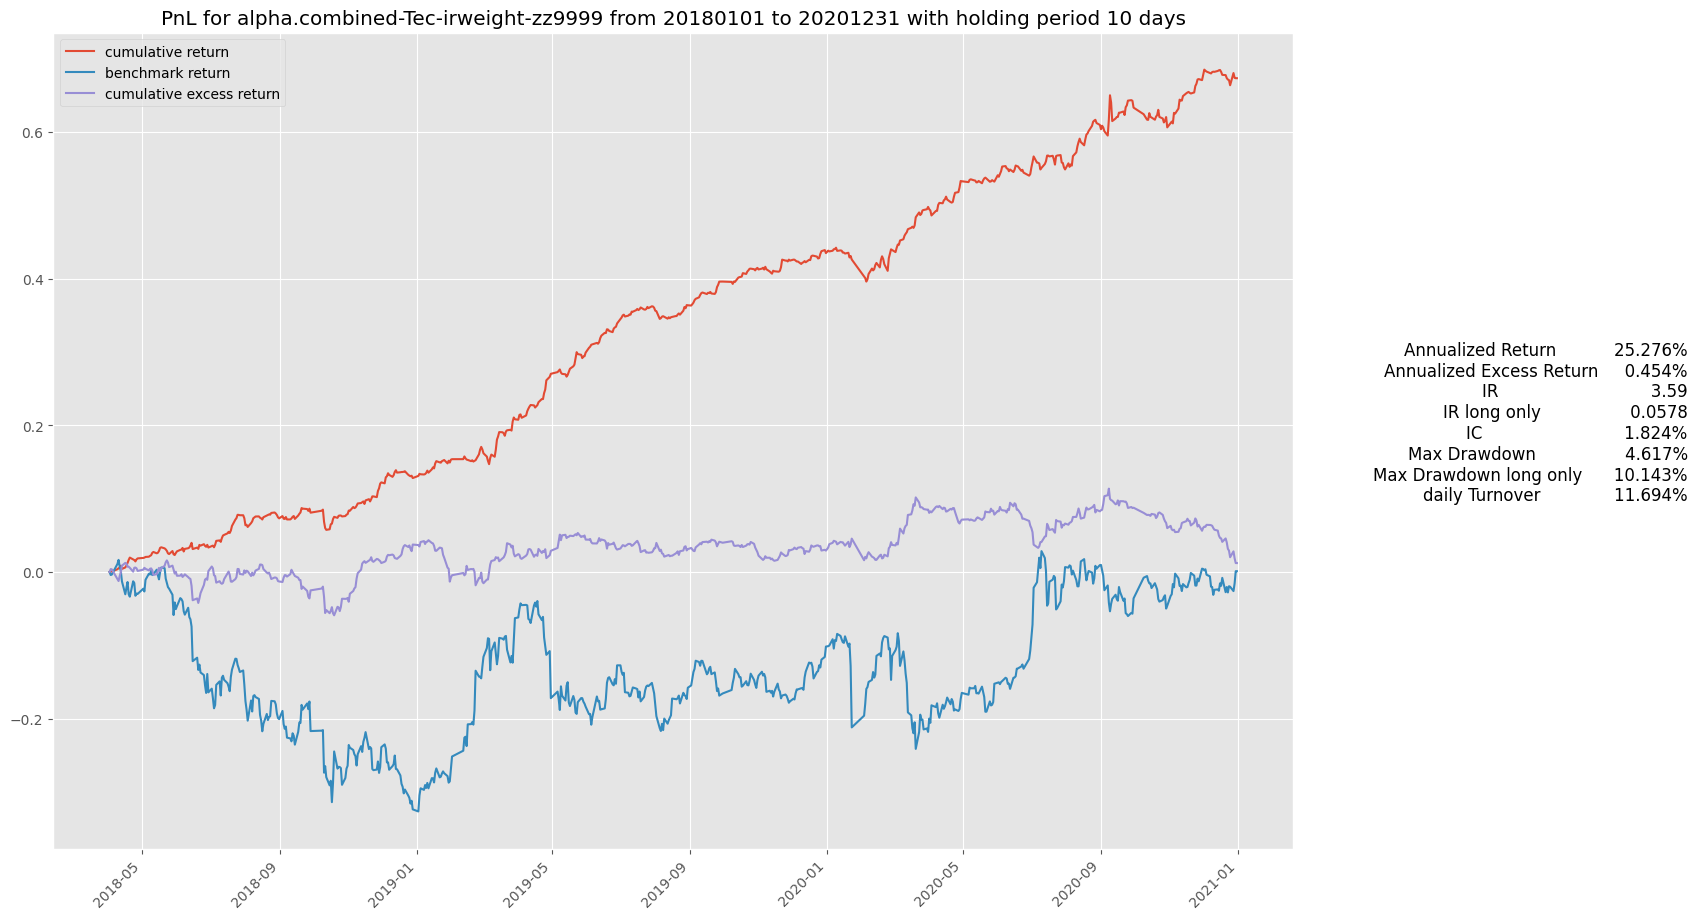 PnL for alpha.combined-Tec-irweight-zz9999 from 20180101 to 20201231 with holding period 10 days
cumulative return
benchmark return
cumulative excess return
0.6
0.4
0.2
0.0
−0.2
2018-05
2018-09
2019-01
2019-05
2019-09
2020-01
2020-05
2020-09
2021-01
Annualized Return 25.276%
Annualized Excess Return 0.454%
IR 3.59
IR long only 0.0578
IC 1.824%
Max Drawdown 4.617%
Max Drawdown long only 10.143%
daily Turnover 11.694%